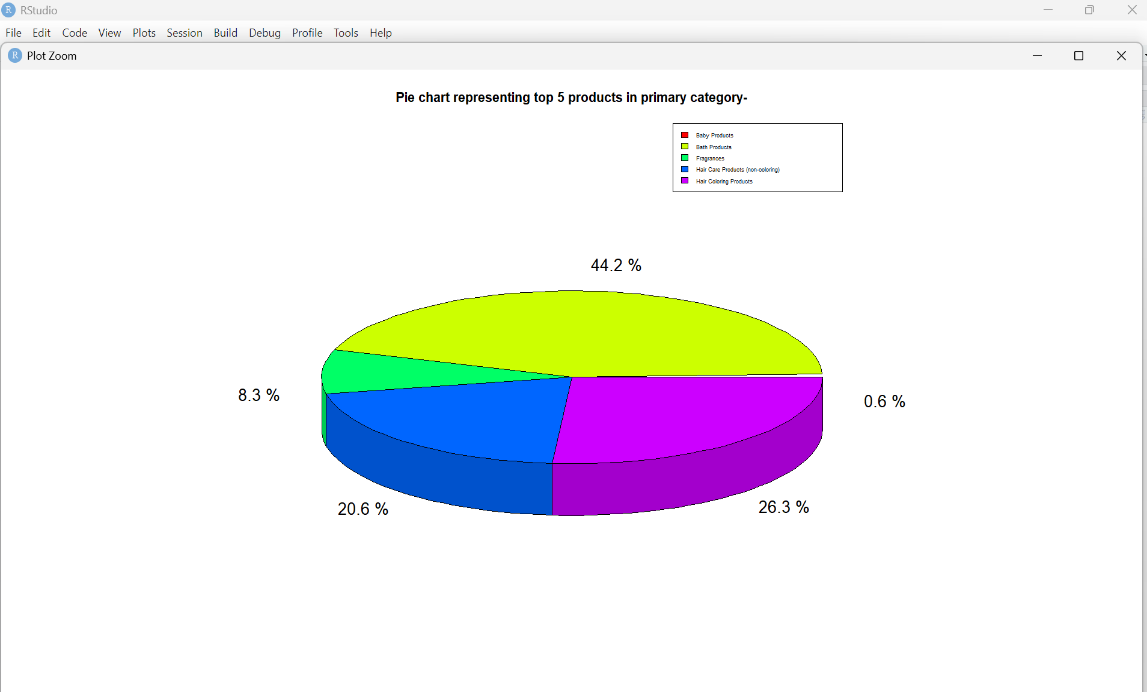 RStudio
File Edit Code View Plots Session Build Debug Profile Tools Help
Plot Zoom
Pie chart representing top 5 products in primary category-
Baby Products
Bath Products
Fragrances
Hair Care Products (non-coloring)
Hair Coloring Products
44.2 %
8.3 %
0.6 %
20.6 %
26.3 %